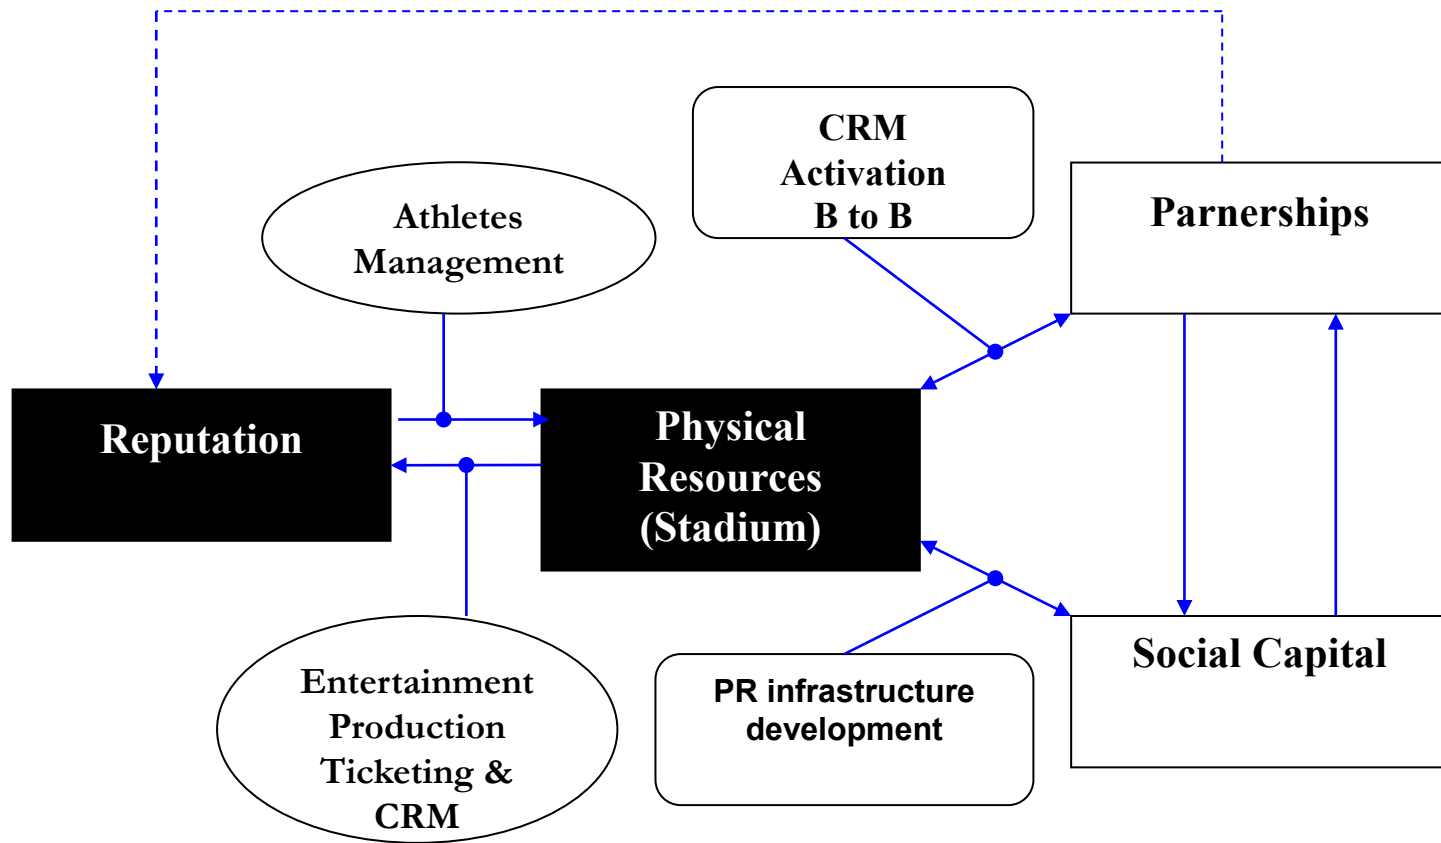 CRM
Activation
B to B
Parnerships
Athletes
Management
Reputation
Physical
Resources
(Stadium)
Social Capital
PR infrastructure
development
Entertainment
Production
Ticketing &
CRM